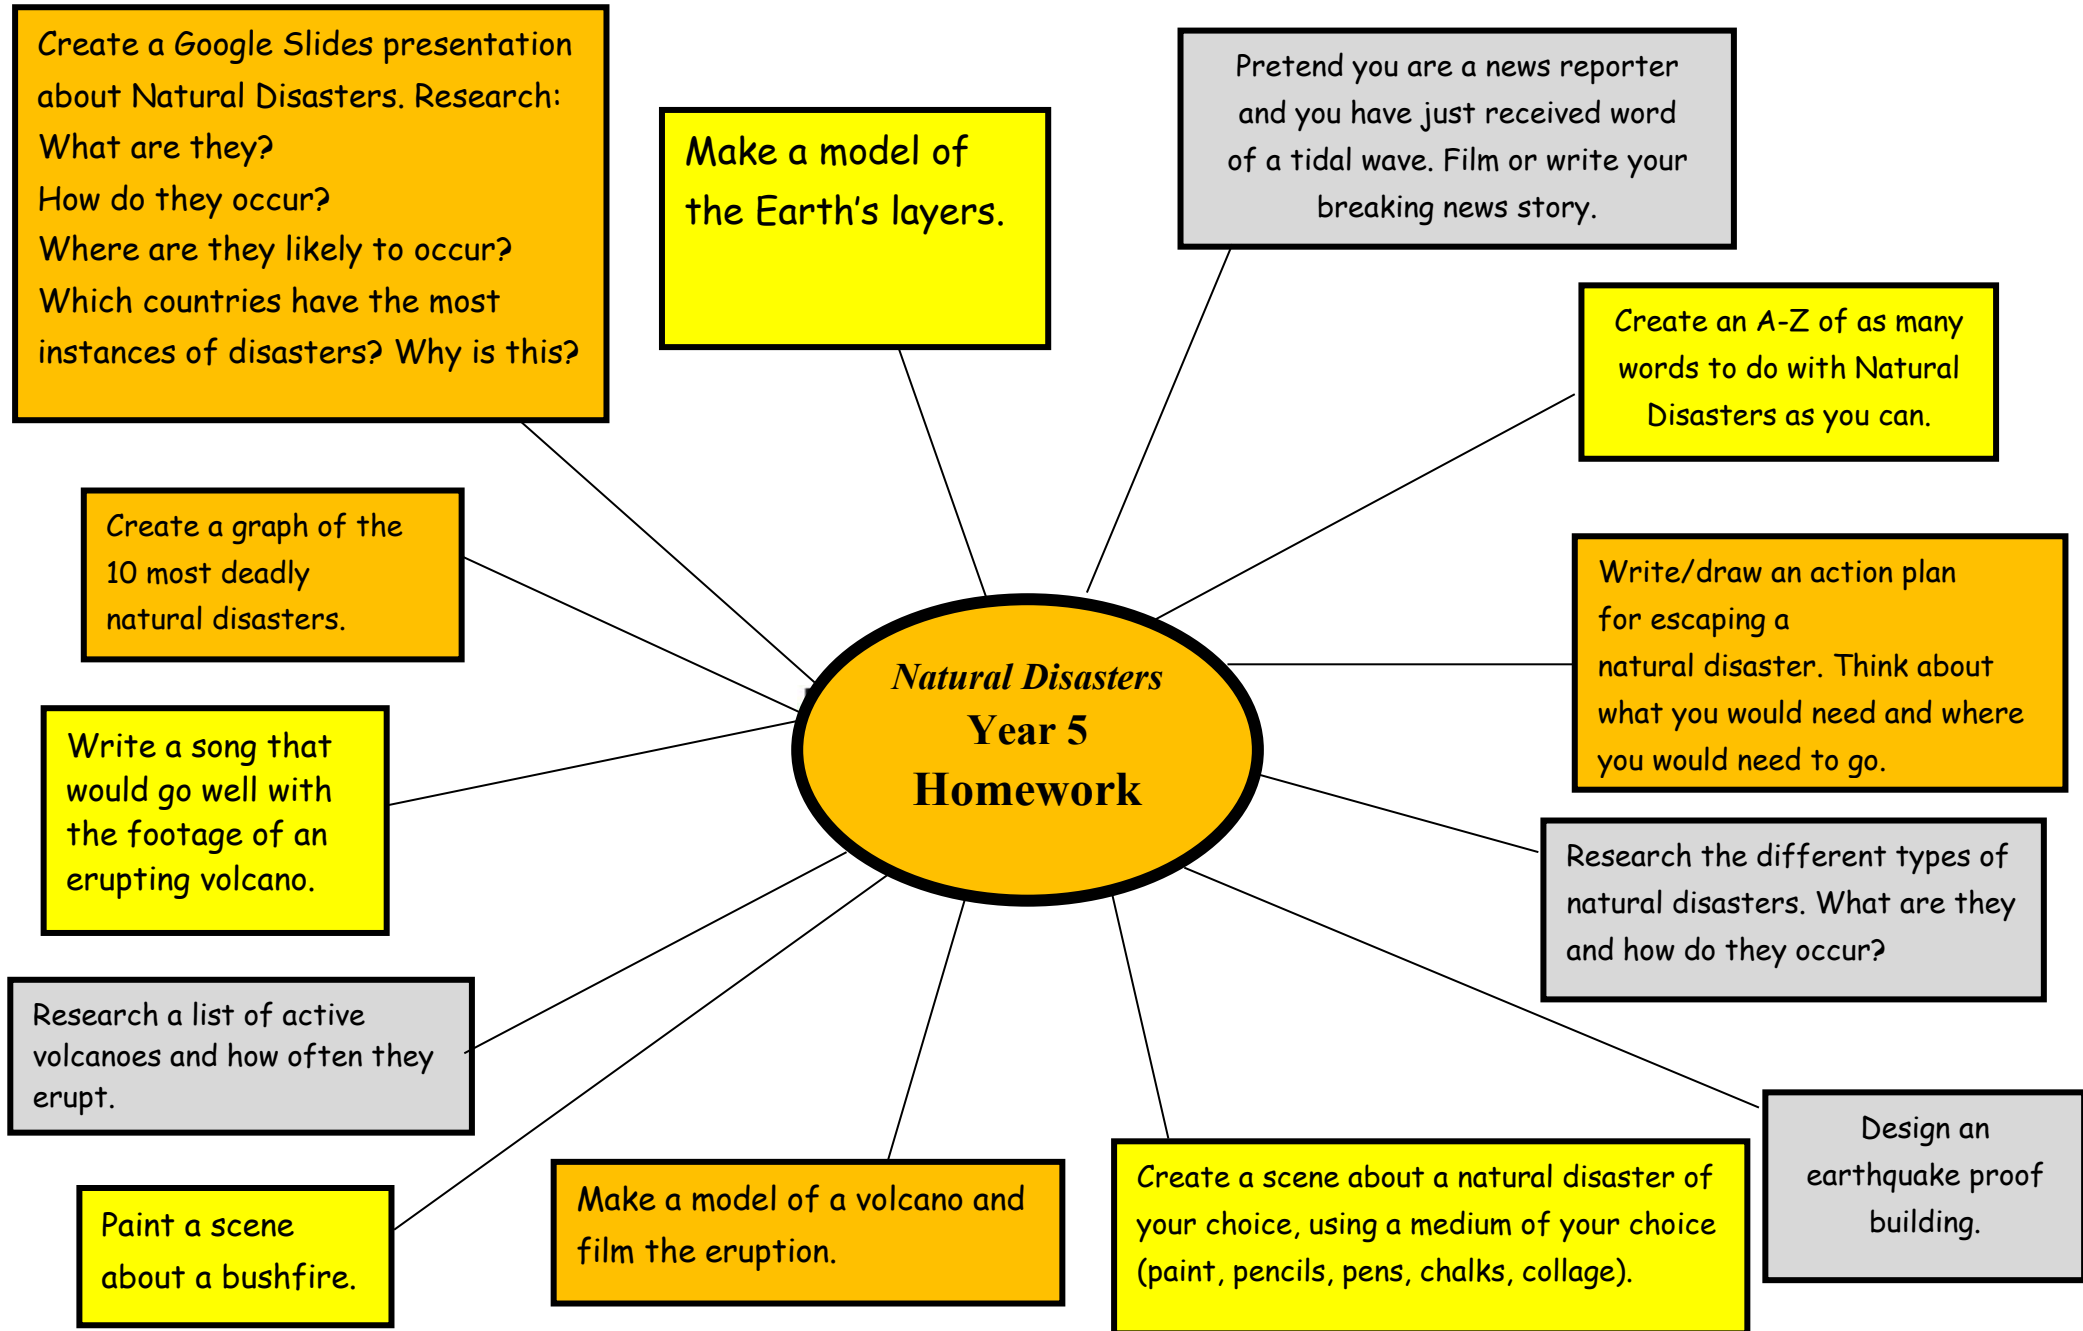 Create a Google Slides presentation
about Natural Disasters. Research:
What are they?
How do they occur?
Where are they likely to occur?
Which countries have the most
instances of disasters? Why is this?
Make a model of
the Earth's layers.
Pretend you are a news reporter
and you have just received word
of a tidal wave. Film or write your
breaking news story.
Create an A-Z of as many
words to do with Natural
Disasters as you can.
Create a graph of the
10 most deadly
natural disasters.
Write/draw an action plan
for escaping a
natural disaster. Think about
what you would need and where
you would need to go.
Natural Disasters
Year 5
Homework
Write a song that
would go well with
the footage of an
erupting volcano.
Research the different types of
natural disasters. What are they
and how do they occur?
Research a list of active
volcanoes and how often they
erupt.
Design an
earthquake proof
building.
Paint a scene
about a bushfire.
Make a model of a volcano and
film the eruption.
Create a scene about a natural disaster of
your choice, using a medium of your choice
(paint, pencils, pens, chalks, collage).